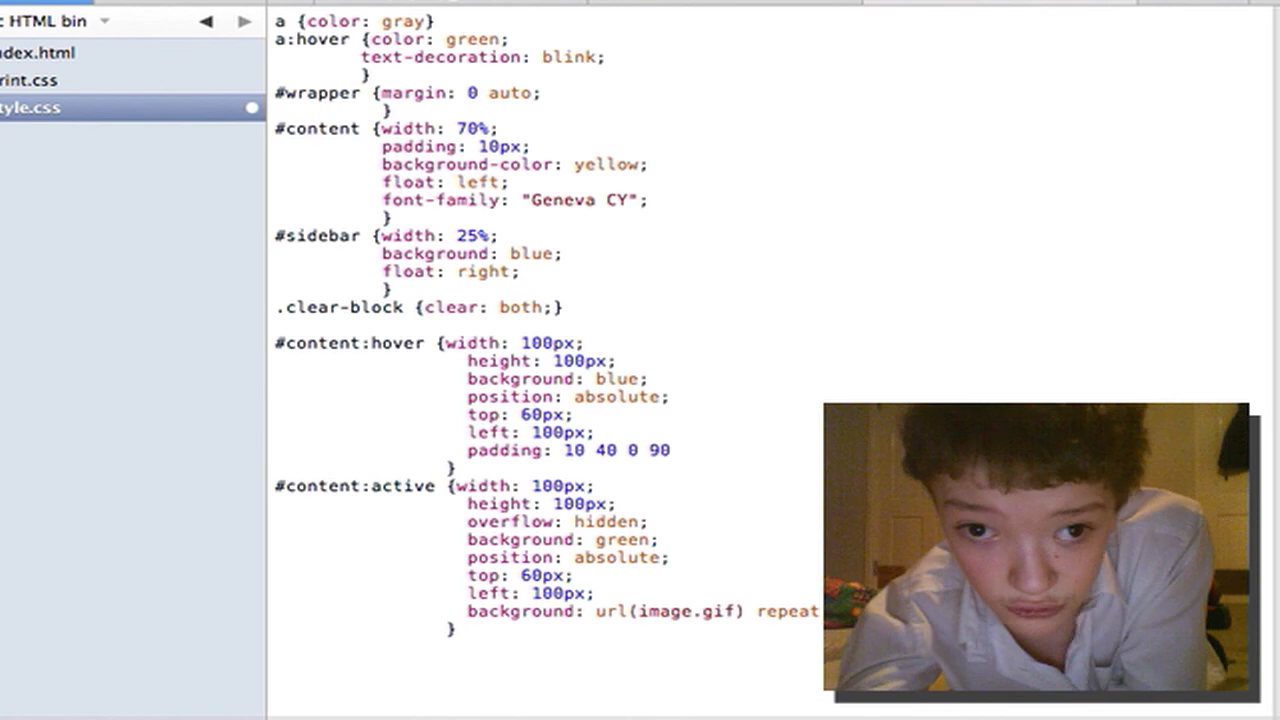 : HTML bin
ndex.html
rint.css
tyle.css
a {color: gray}
a:hover {color: green;
text-decoration: blink;
}
#wrapper {margin: 0 auto;
}
#content {width: 70%;
padding: 10px;
background-color: yellow;
float: left;
font-family: "Geneva CY";
}
#sidebar {width: 25%;
background: blue;
float: right;
}
.clear-block {clear: both;}
#content:hover {width: 100px;
height: 100px;
background: blue;
position: absolute;
top: 60px;
left: 100px;
padding: 10 40 0 90
}
#content:active {width: 100px;
height: 100px;
overflow: hidden;
background: green;
position: absolute;
top: 60px;
left: 100px;
background: url(image.gif) repeat
}